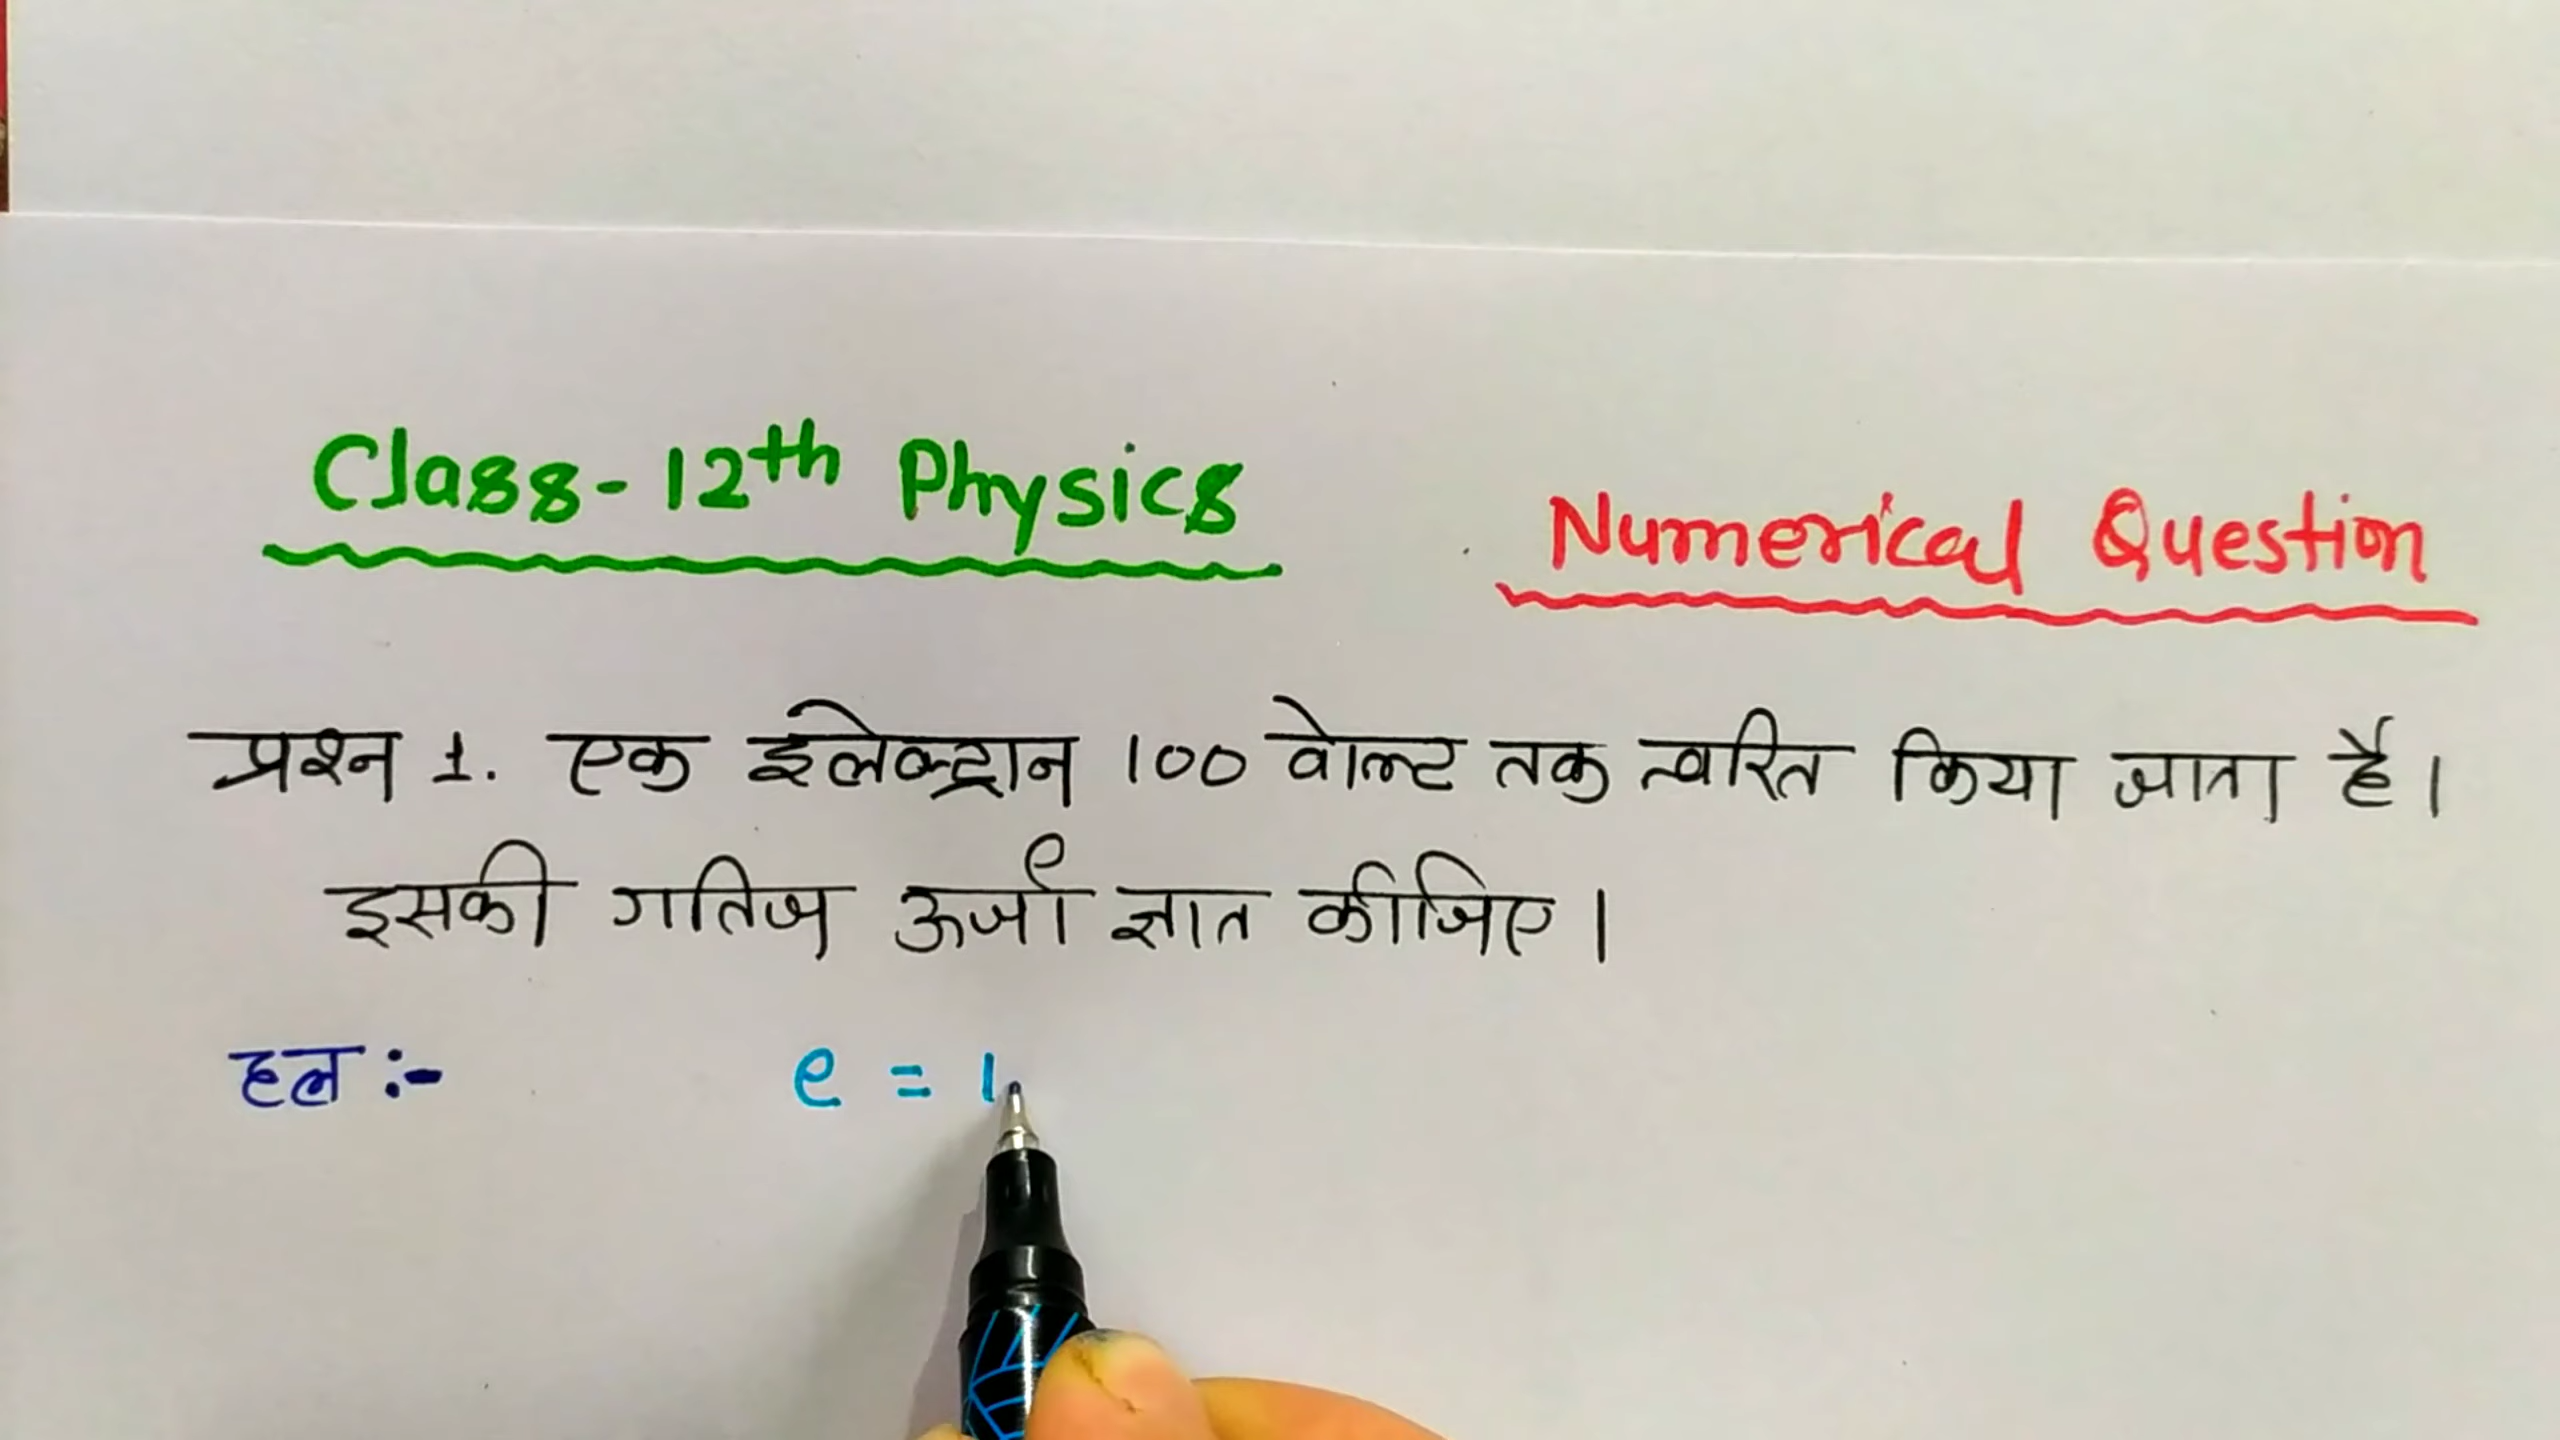 Class-12th Physics
Numerical Question
प्रश्न 1. एक इलेक्ट्रान 100 वोल्ट तक त्वरित किया जाता है।
इसकी गतिज ऊर्जा ज्ञात कीजिए।
हल :- e = 1